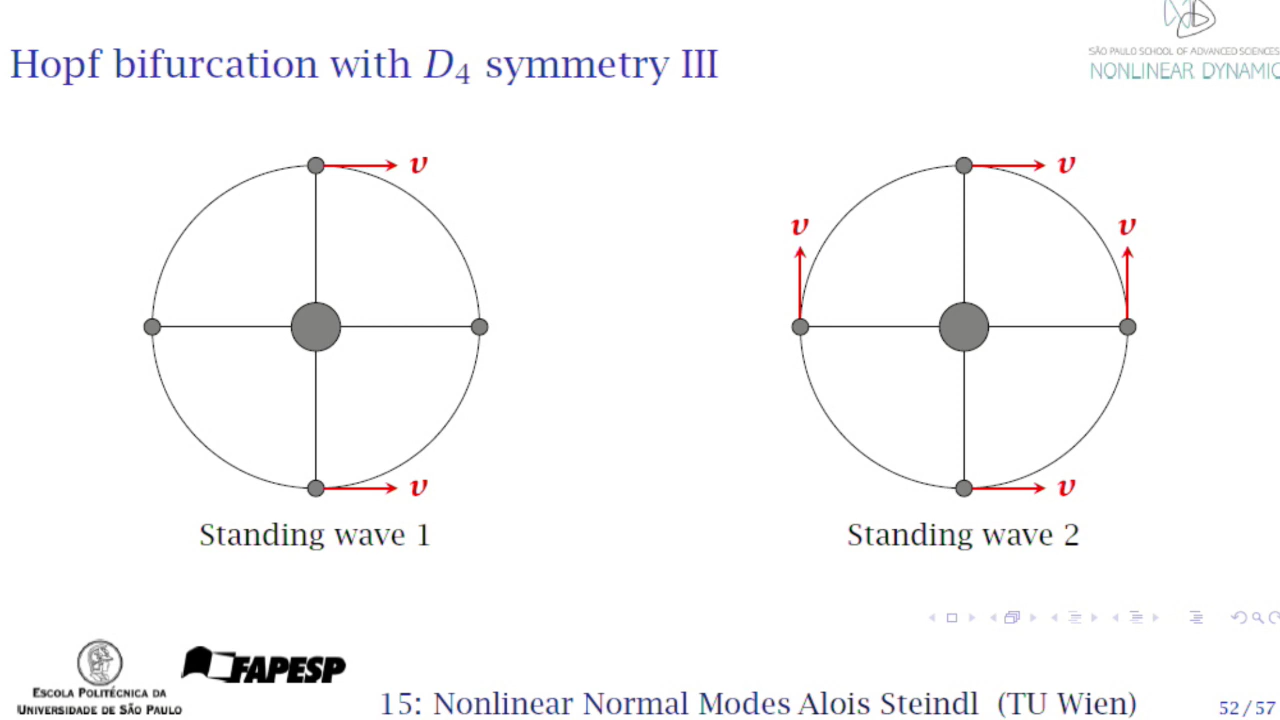 Hopf bifurcation with D₄ symmetry III
SÃO PAULO SCHOOL OF ADVANCED SCIENCES
NONLINEAR DYNAMIC
v
v
v
v
v
v
Standing wave 1
Standing wave 2
FAPESP
ESCOLA POLITÉCNICA DA
UNIVERSIDADE DE SÃO PAULO
15: Nonlinear Normal Modes Alois Steindl (TU Wien)
52/57